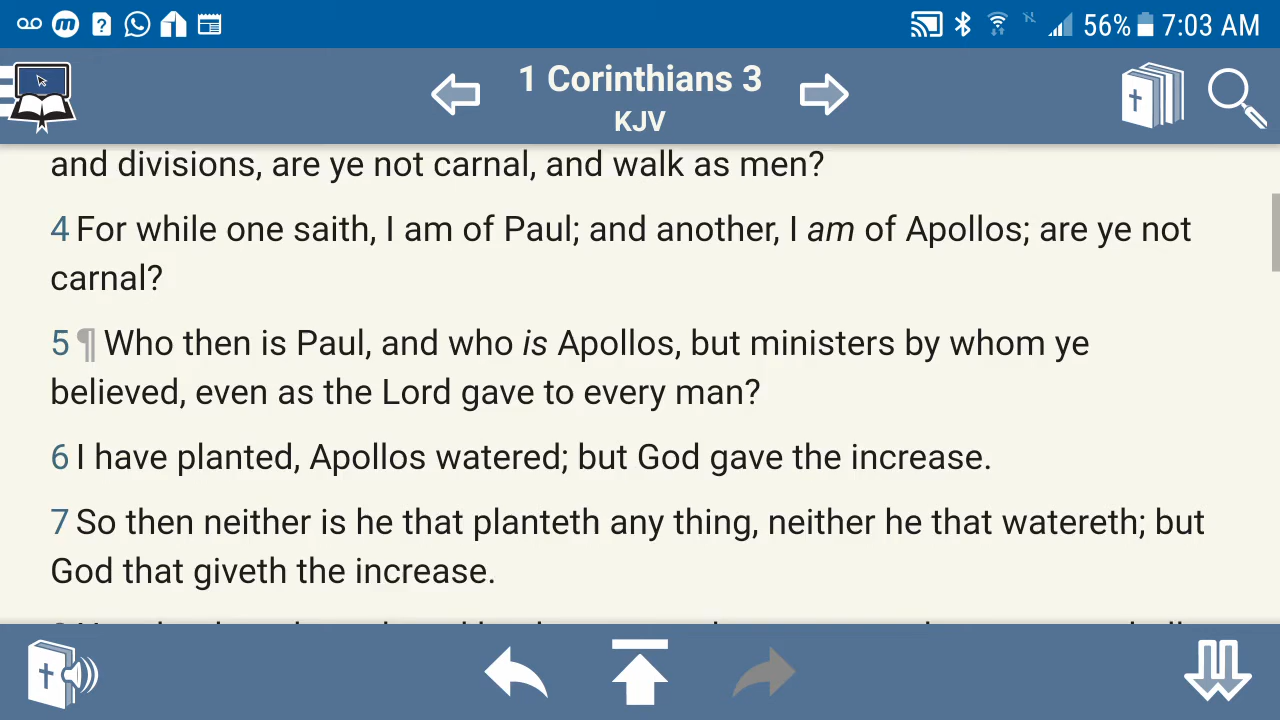 56% 7:03 AM
1 Corinthians 3
KJV
and divisions, are ye not carnal, and walk as men?
4 For while one saith, I am of Paul; and another, I am of Apollos; are ye not
carnal?
5 ¶ Who then is Paul, and who is Apollos, but ministers by whom ye
believed, even as the Lord gave to every man?
6 I have planted, Apollos watered; but God gave the increase.
7 So then neither is he that planteth any thing, neither he that watereth; but
God that giveth the increase.